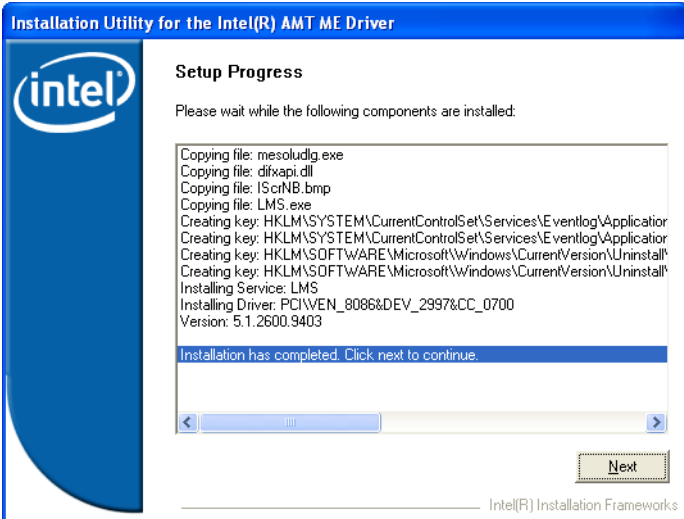 Installation Utility for the Intel(R) AMT ME Driver
intel
Setup Progress
Please wait while the following components are installed:
Copying file: mesoludlg.exe
Copying file: difxapi.dll
Copying file: IScrNB.bmp
Copying file: LMS.exe
Creating key: HKLM\SYSTEM\CurrentControlSet\Services\Eventlog\Application
Creating key: HKLM\SYSTEM\CurrentControlSet\Services\Eventlog\Application
Creating key: HKLM\SOFTWARE\Microsoft\Windows\CurrentVersion\Uninstall\
Creating key: HKLM\SOFTWARE\Microsoft\Windows\CurrentVersion\Uninstall\
Installing Service: LMS
Installing Driver: PCI\VEN_8086&DEV_2997&CC_0700
Version: 5.1.2600.9403
Installation has completed. Click next to continue.
Next
Intel(R) Installation Frameworks